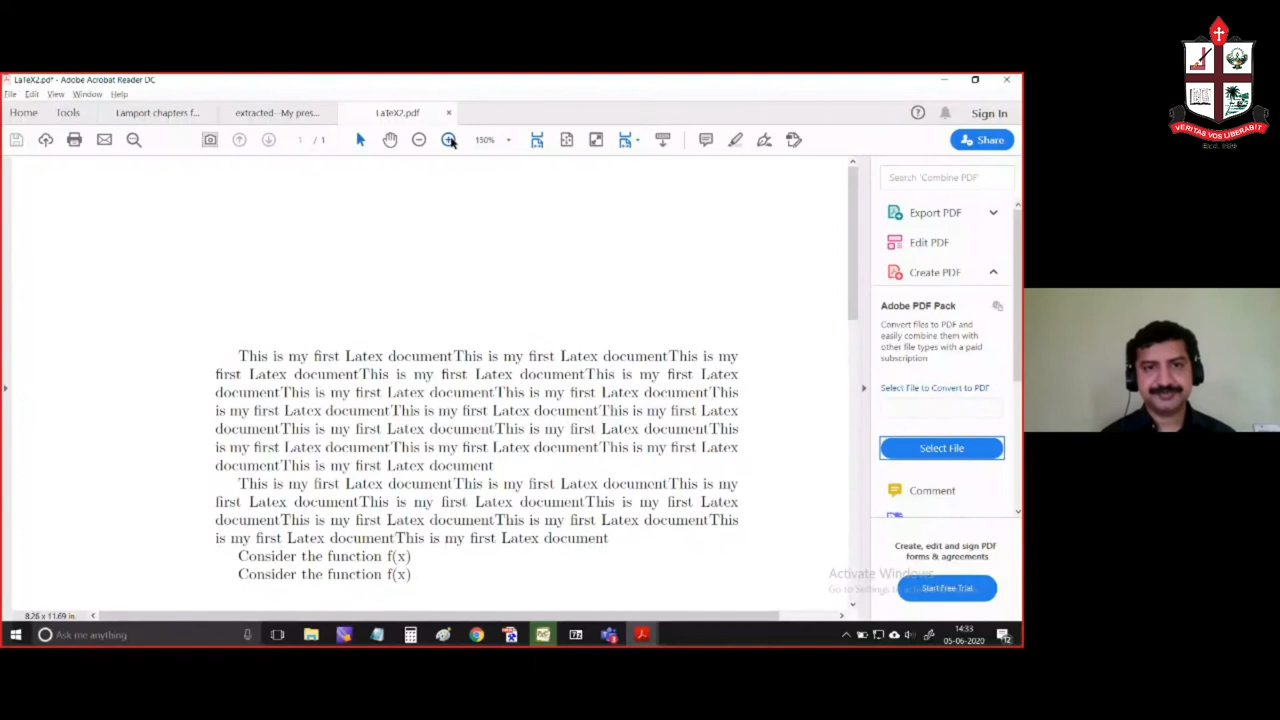 LaTeX2.pdf - Adobe Acrobat Reader DC
File Edit View Window Help
Home Tools Lamport chapters f... extracted--My pres... LaTeX2.pdf × Sign In
1 / 1 150% Share
Search 'Combine PDF'
Export PDF
Edit PDF
Create PDF
Adobe PDF Pack
Convert files to PDF and
easily combine them with
other file types with a paid
subscription
Select File to Convert to PDF
Select File
Comment
Create, edit and sign PDF
forms & agreements
Start Free Trial
This is my first Latex documentThis is my first Latex documentThis is my
first Latex documentThis is my first Latex documentThis is my first Latex
documentThis is my first Latex documentThis is my first Latex documentThis
is my first Latex documentThis is my first Latex documentThis is my first Latex
documentThis is my first Latex documentThis is my first Latex documentThis
is my first Latex documentThis is my first Latex documentThis is my first Latex
documentThis is my first Latex document
This is my first Latex documentThis is my first Latex documentThis is my
first Latex documentThis is my first Latex documentThis is my first Latex
documentThis is my first Latex documentThis is my first Latex documentThis
is my first Latex documentThis is my first Latex document
Consider the function f(x)
Consider the function f(x)
Activate Windows
Go to Settings to
8.26 x 11.69 in
Ask me anything
14:33
05-06-2020
12
VERITAS VOS LIBERABIT